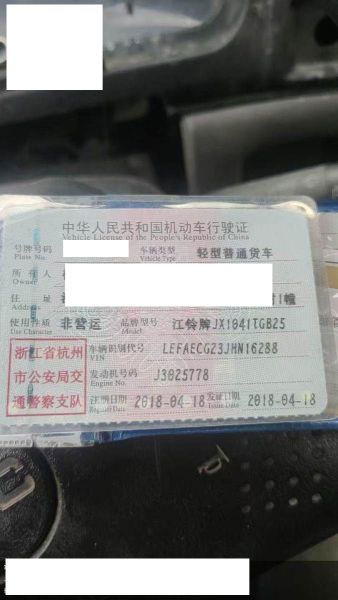 中华人民共和国机动车行驶证
Vehicle License of the People's Republic of China
号牌号码 车辆类型 轻型普通货车
Plate No. Vehicle Type
所有人
Owner
住址 1幢
Address
使用性质 非营运 品牌型号 江铃牌JX1041TGB25
Use Character Model
浙江省杭州
市公安局交
通警察支队
车辆识别代号 LEFAECG23JHN16288
VIN
发动机号码 J3025778
Engine No.
注册日期 2018-04-18 发证日期 2018-04-18
Register Date Issue Date